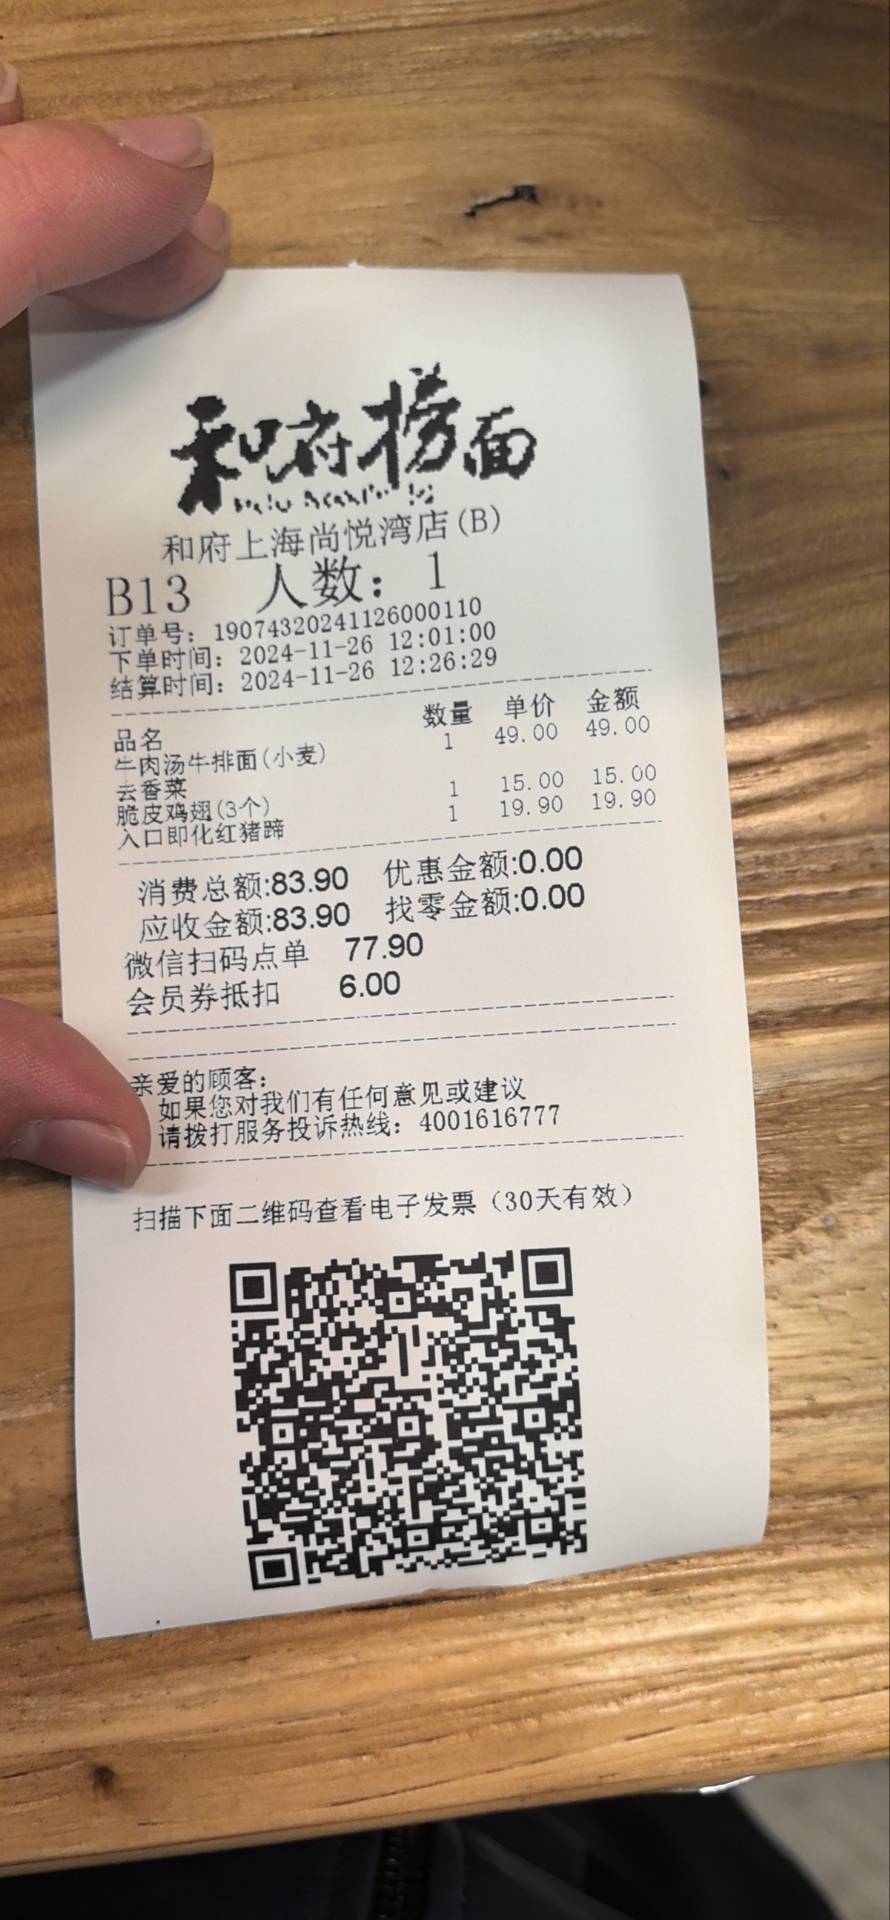 和府捞面
和府上海尚悦湾店(B)
B13 人数：1
订单号：19074320241126000110
下单时间：2024-11-26 12:01:00
结算时间：2024-11-26 12:26:29
品名 数量 单价 金额
牛肉汤牛排面(小麦) 1 49.00 49.00
去香菜
脆皮鸡翅(3个) 1 15.00 15.00
入口即化红猪蹄 1 19.90 19.90
消费总额:83.90 优惠金额:0.00
应收金额:83.90 找零金额:0.00
微信扫码点单 77.90
会员券抵扣 6.00
亲爱的顾客：
如果您对我们有任何意见或建议
请拨打服务投诉热线：4001616777
扫描下面二维码查看电子发票（30天有效）